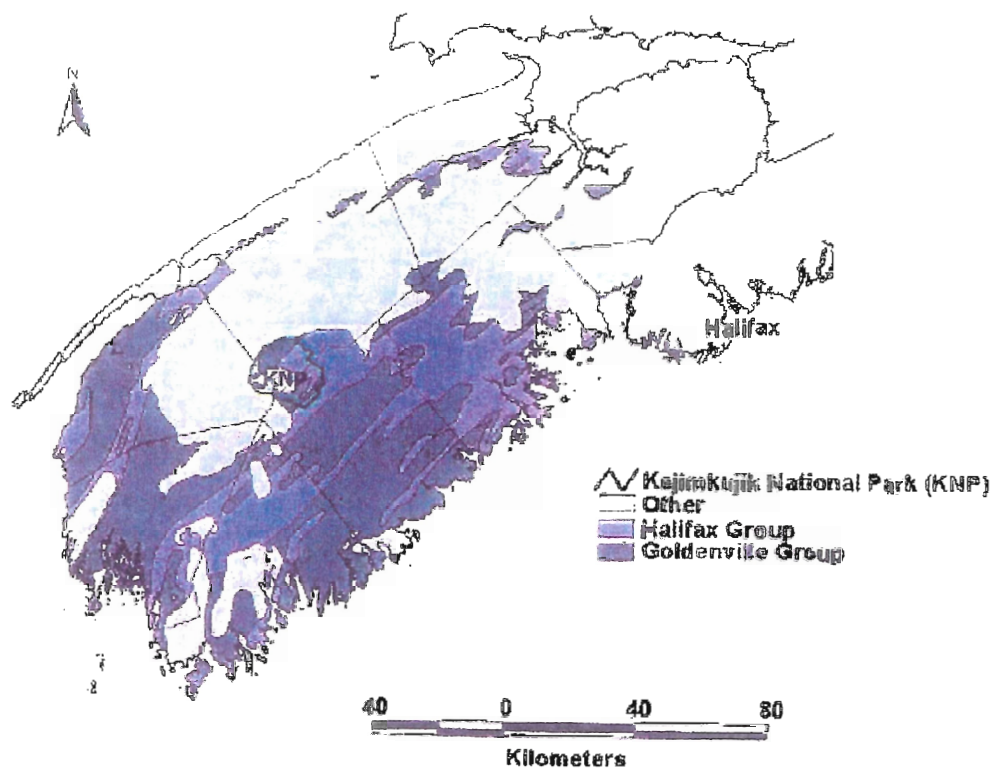 N
Halifax
KNP
Kejimkujik National Park (KNP)
Other
Halifax Group
Goldenville Group
40 0 40 80
Kilometers